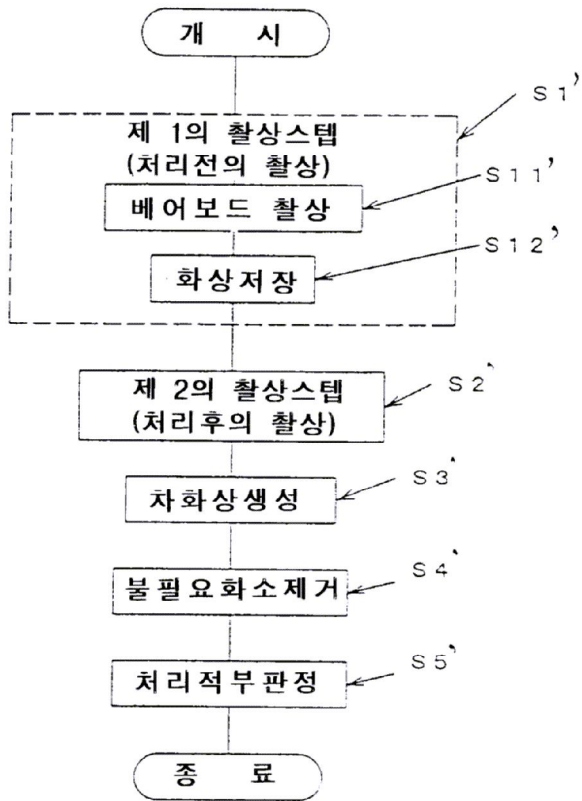 개 시
S1'
제 1의 촬상스텝
(처리전의 촬상)
S11'
베어보드 촬상
S12'
화상저장
제 2의 촬상스텝
(처리후의 촬상)
S2'
차화상생성
S3'
불필요화소제거
S4'
처리적부판정
S5'
종 료